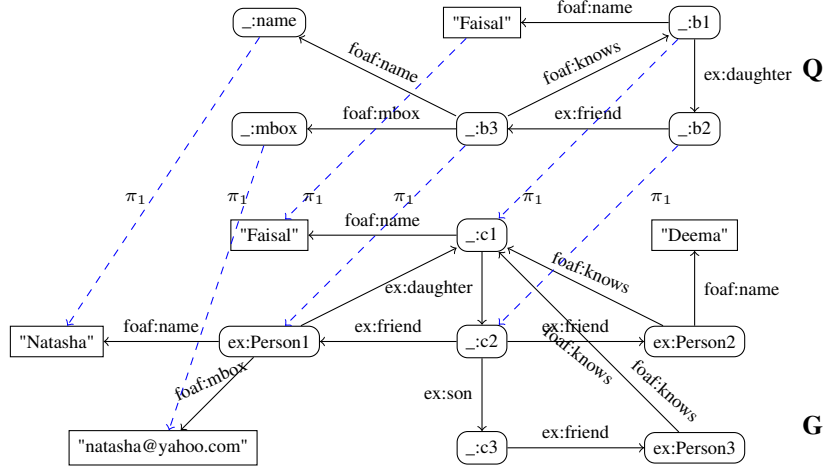 foaf:name
_:name
"Faisal"
_:b1
foaf:name
foaf:knows
Q
ex:daughter
foaf:mbox
ex:friend
_:mbox
_:b3
_:b2
π1
π1
π1
π1
π1
π1
foaf:name
"Faisal"
_:c1
"Deema"
foaf:knows
ex:daughter
foaf:name
foaf:name
ex:friend
ex:friend
"Natasha"
ex:Person1
_:c2
ex:Person2
foaf:knows
foaf:mbox
foaf:knows
ex:son
G
ex:friend
"natasha@yahoo.com"
_:c3
ex:Person3